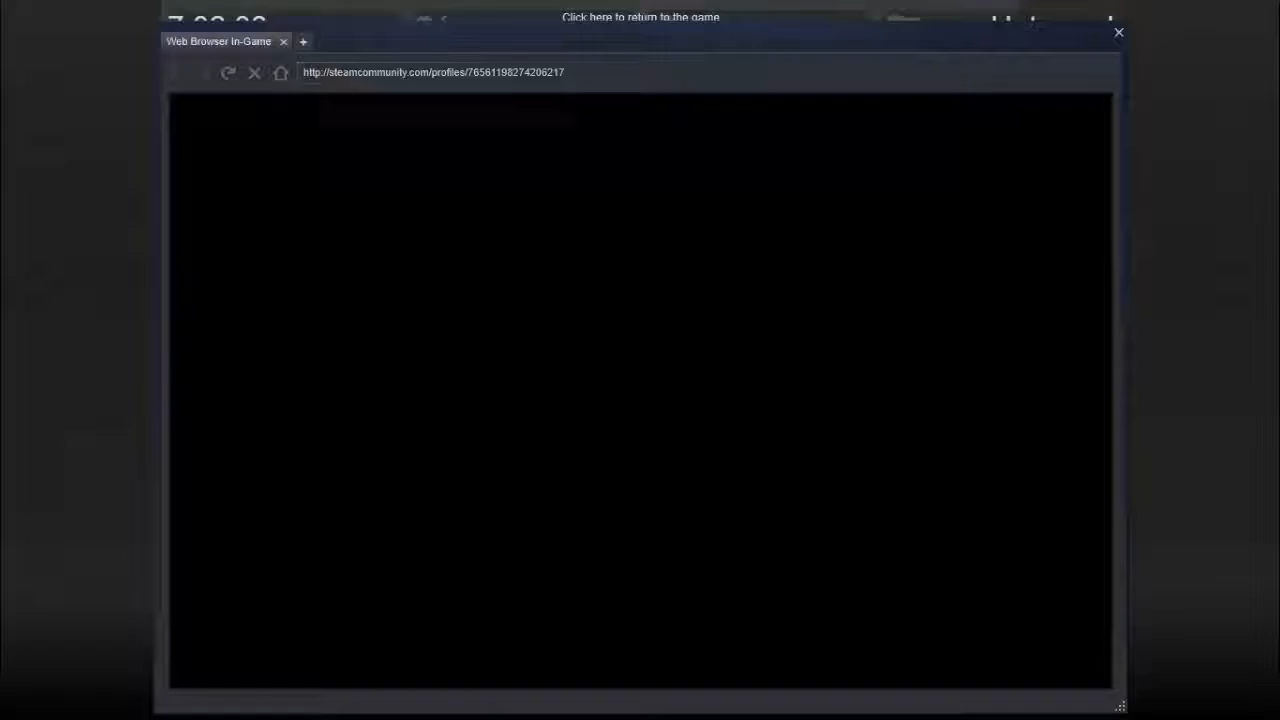 Click here to return to the game
Web Browser In-Game
http://steamcommunity.com/profiles/76561198274206217